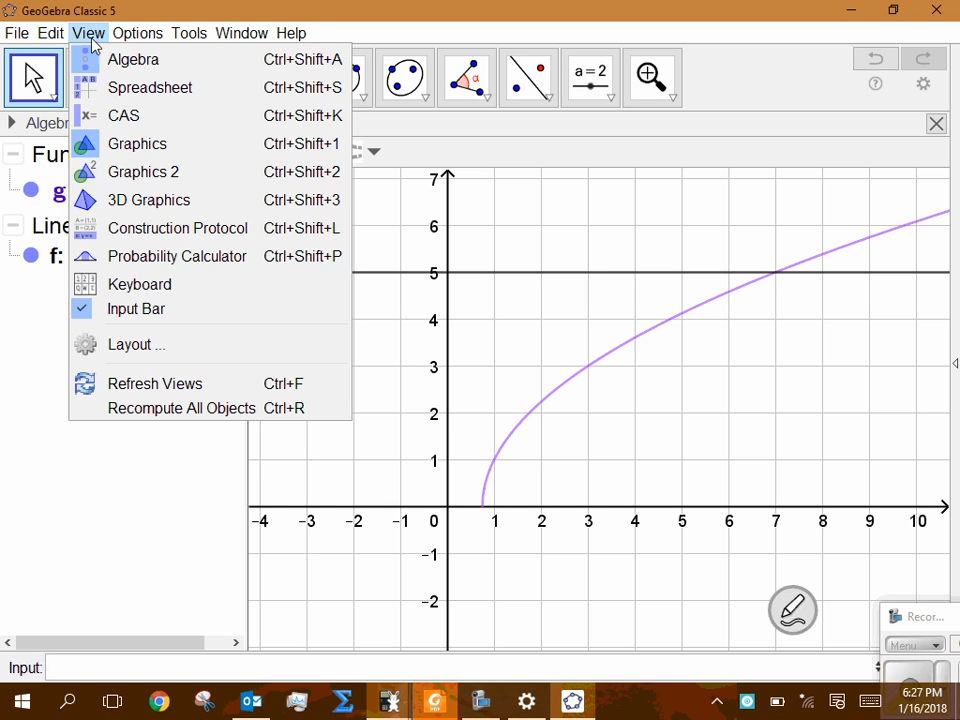 GeoGebra Classic 5
File Edit View Options Tools Window Help
Algebra Ctrl+Shift+A
Spreadsheet Ctrl+Shift+S
CAS Ctrl+Shift+K
Graphics Ctrl+Shift+1
Graphics 2 Ctrl+Shift+2
3D Graphics Ctrl+Shift+3
Construction Protocol Ctrl+Shift+L
Probability Calculator Ctrl+Shift+P
Keyboard
Input Bar
Layout ...
Refresh Views Ctrl+F
Recompute All Objects Ctrl+R
α
a = 2
Algebr
Fun
g
Line
f:
7
6
5
4
3
2
1
−4 −3 −2 −1 0 1 2 3 4 5 6 7 8 9 10
−1
−2
Recor...
Menu
Input:
6:27 PM
1/16/2018